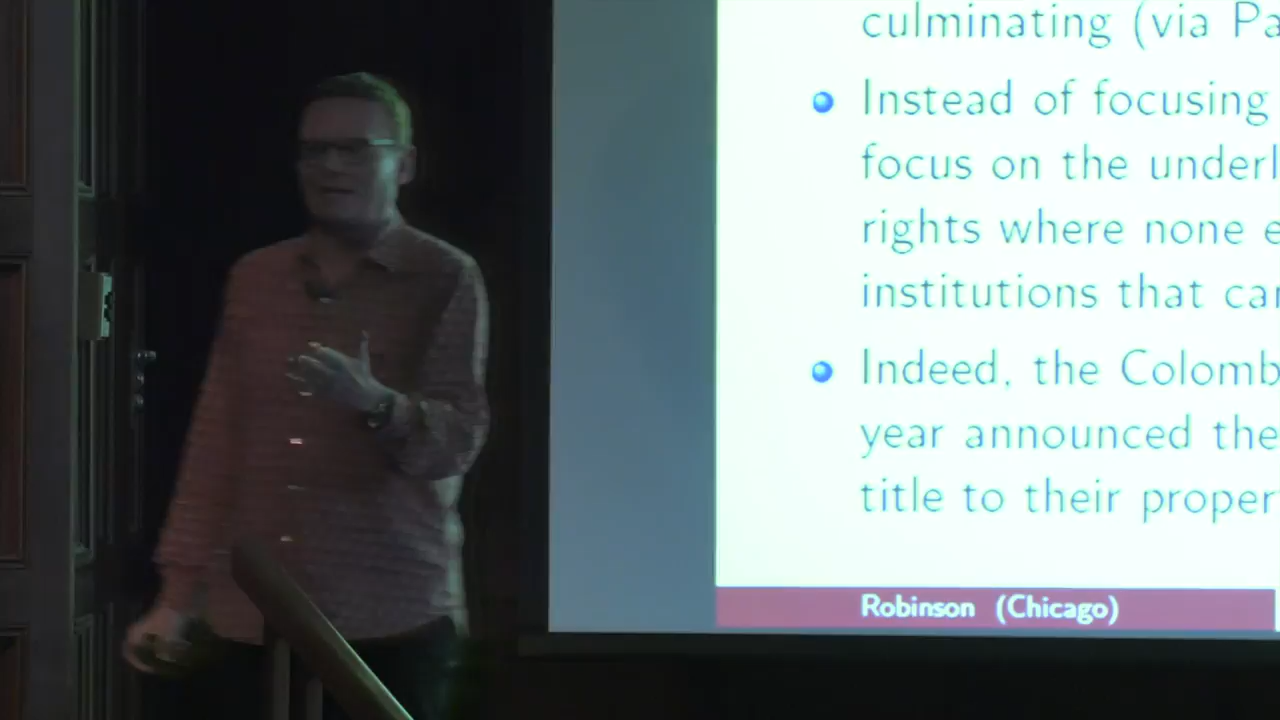 culminating (via Pa
Instead of focusing
focus on the underl
rights where none e
institutions that ca
Indeed, the Colomb
year announced the
title to their proper
Robinson (Chicago)